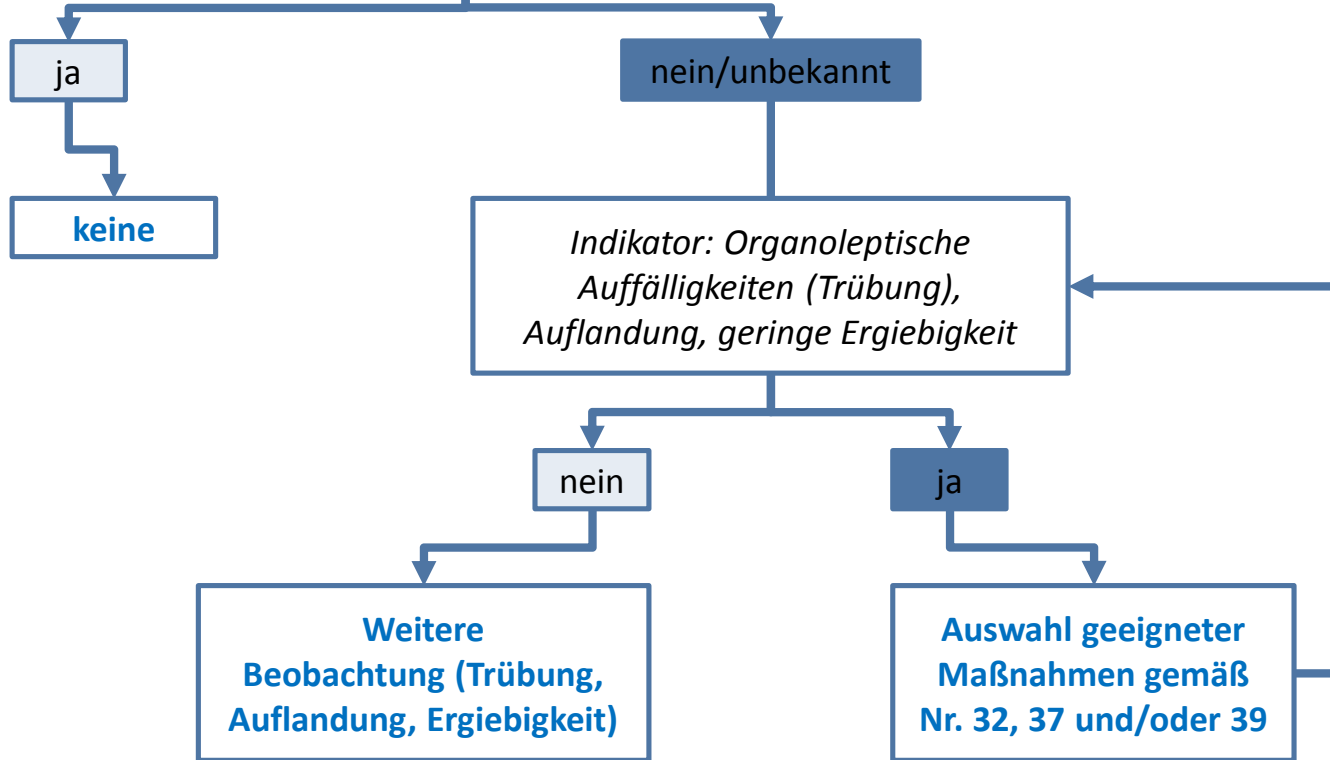 ja
nein/unbekannt
keine
Indikator: Organoleptische
Auffälligkeiten (Trübung),
Auflandung, geringe Ergiebigkeit
nein
ja
Weitere
Beobachtung (Trübung,
Auflandung, Ergiebigkeit)
Auswahl geeigneter
Maßnahmen gemäß
Nr. 32, 37 und/oder 39